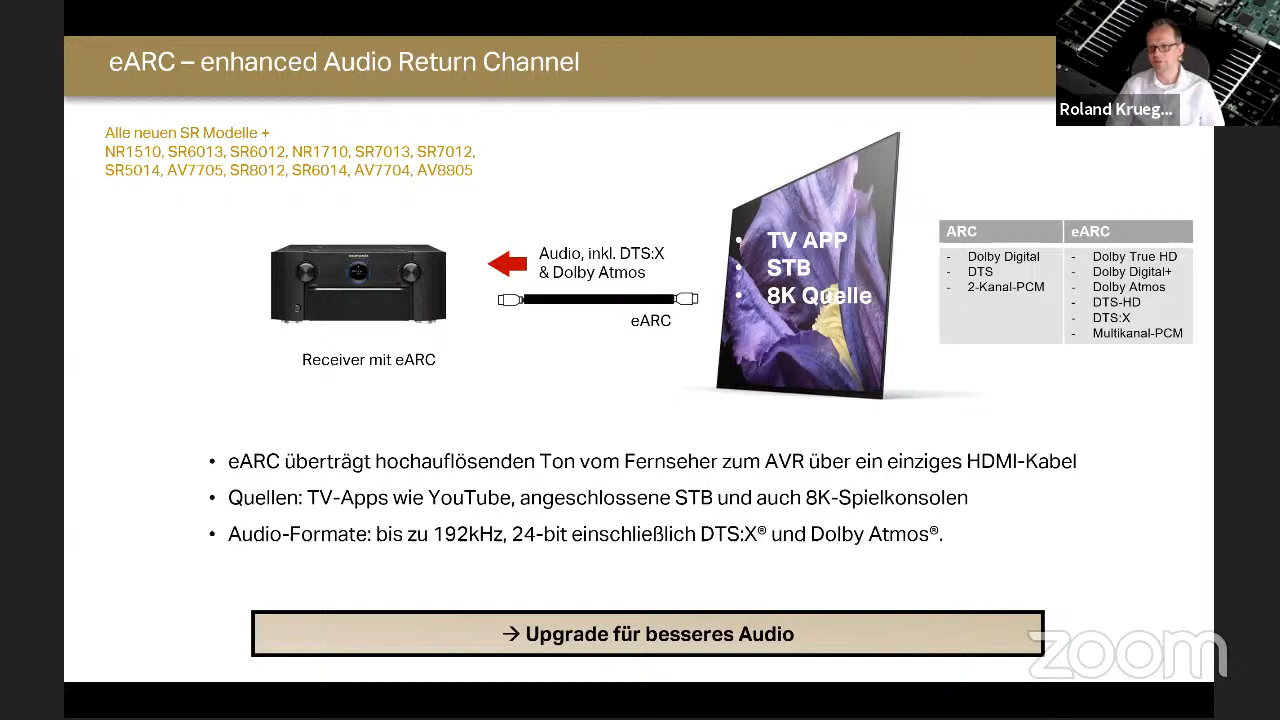 eARC – enhanced Audio Return Channel
Roland Krueg...
Alle neuen SR Modelle +
NR1510, SR6013, SR6012, NR1710, SR7013, SR7012,
SR5014, AV7705, SR8012, SR6014, AV7704, AV8805
marantz
Audio, inkl. DTS:X
& Dolby Atmos
eARC
Receiver mit eARC
• TV APP
• STB
• 8K Quelle
ARC eARC
- Dolby Digital - Dolby True HD
- DTS - Dolby Digital+
- 2-Kanal-PCM - Dolby Atmos
- DTS-HD
- DTS:X
- Multikanal-PCM
• eARC überträgt hochauflösenden Ton vom Fernseher zum AVR über ein einziges HDMI-Kabel
• Quellen: TV-Apps wie YouTube, angeschlossene STB und auch 8K-Spielkonsolen
• Audio-Formate: bis zu 192kHz, 24-bit einschließlich DTS:X® und Dolby Atmos®.
→ Upgrade für besseres Audio
zoom